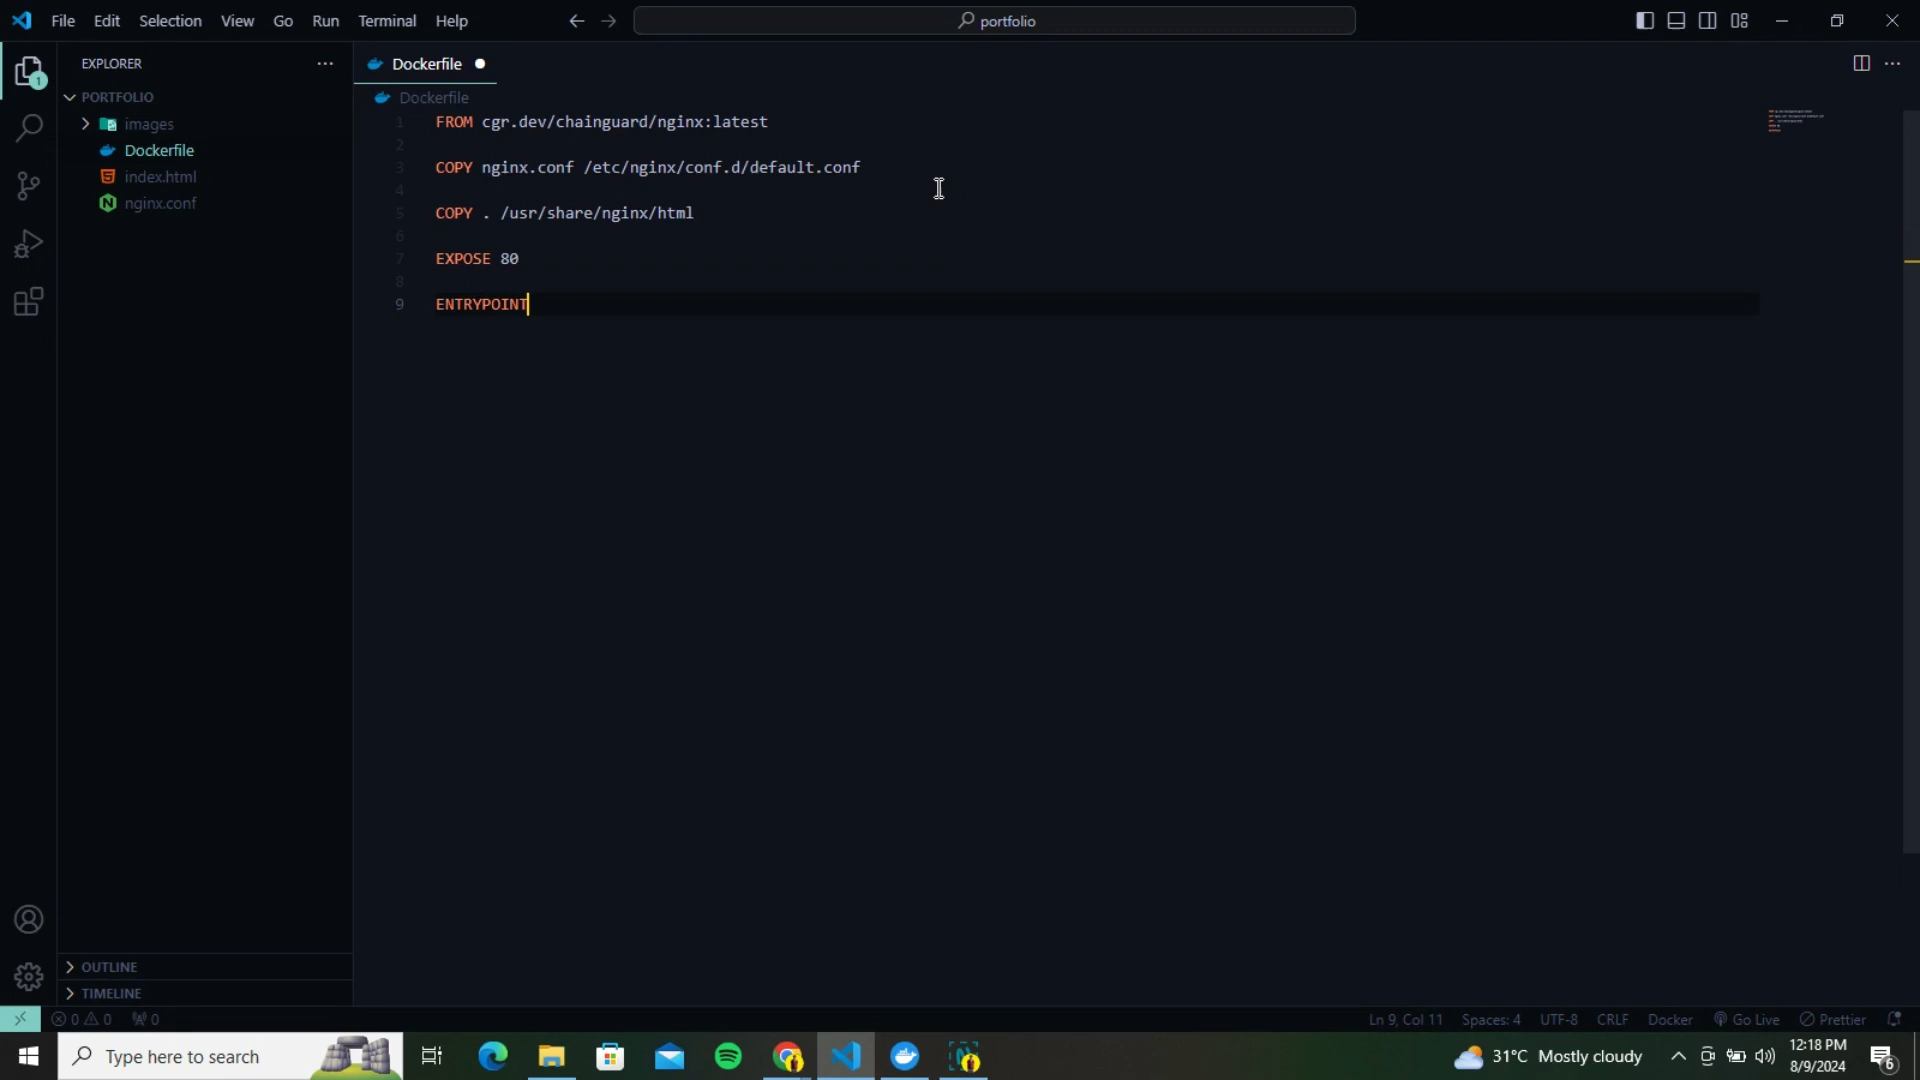 File Edit Selection View Go Run Terminal Help
portfolio
EXPLORER
Dockerfile
PORTFOLIO
Dockerfile
images
Dockerfile
index.html
nginx.conf
1 FROM cgr.dev/chainguard/nginx:latest
2
3 COPY nginx.conf /etc/nginx/conf.d/default.conf
4
5 COPY . /usr/share/nginx/html
6
7 EXPOSE 80
8
9 ENTRYPOINT
1
OUTLINE
TIMELINE
0 0 0
Ln 9, Col 11 Spaces: 4 UTF-8 CRLF Docker Go Live Prettier
Type here to search
31°C Mostly cloudy
12:18 PM
8/9/2024
6